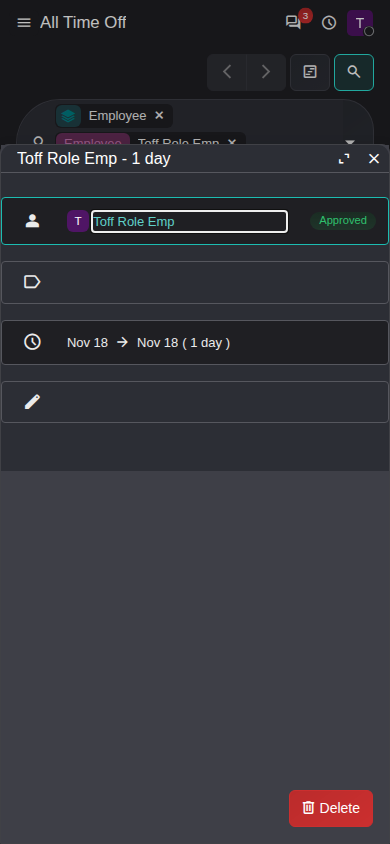 All Time Off
3
T
Employee ×
Employee Toff Role Emp ×
Toff Role Emp - 1 day
T Toff Role Emp Approved
Nov 18 → Nov 18 ( 1 day )
Delete